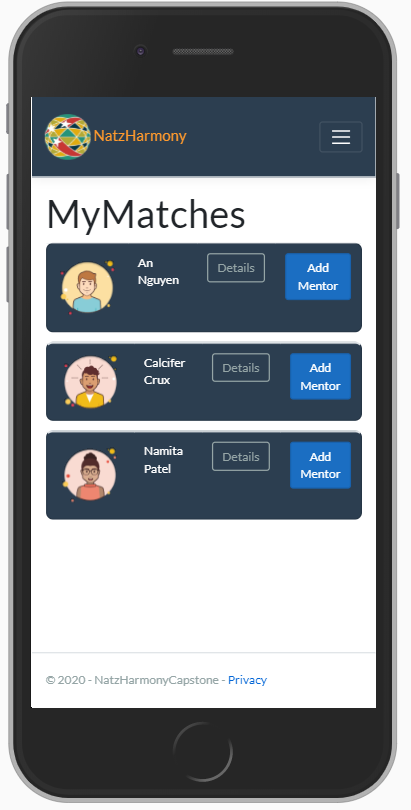 NatzHarmony
MyMatches
An
Nguyen
Details
Add
Mentor
Calcifer
Crux
Details
Add
Mentor
Namita
Patel
Details
Add
Mentor
© 2020 - NatzHarmonyCapstone - Privacy